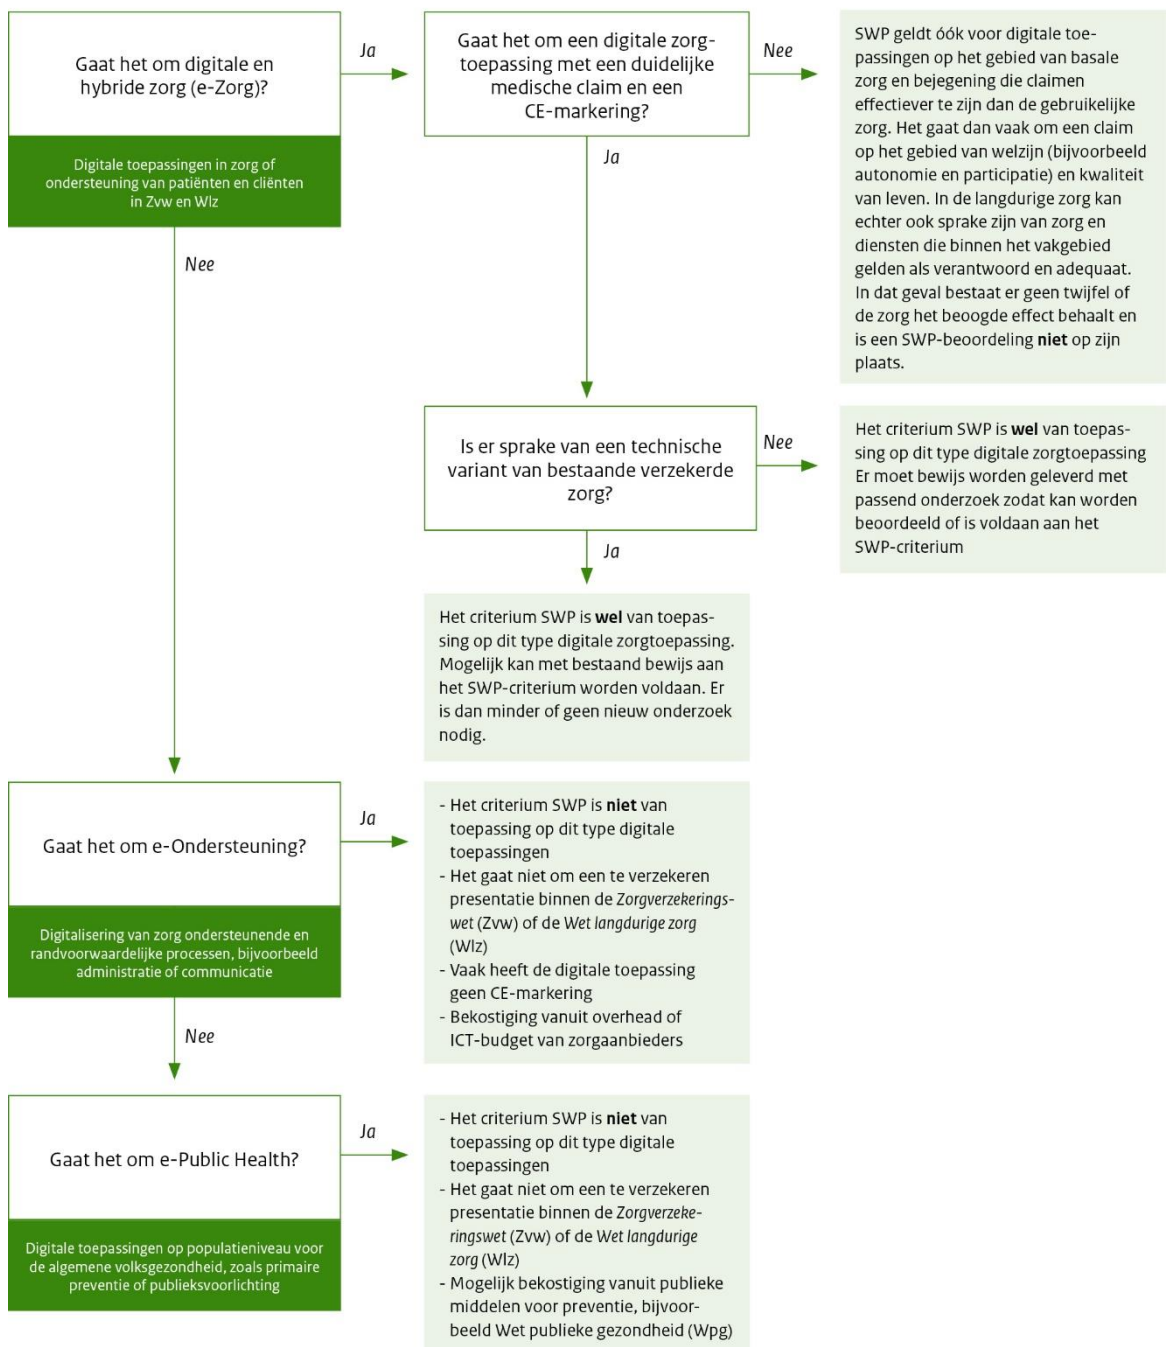 Gaat het om digitale en
hybride zorg (e-Zorg)?
Digitale toepassingen in zorg of
ondersteuning van patiënten en cliënten
in Zvw en Wlz
Ja
Gaat het om een digitale zorg-
toepassing met een duidelijke
medische claim en een
CE-markering?
Nee
SWP geldt óók voor digitale toe-
passingen op het gebied van basale
zorg en bejegening die claimen
effectiever te zijn dan de gebruikelijke
zorg. Het gaat dan vaak om een claim
op het gebied van welzijn (bijvoorbeeld
autonomie en participatie) en kwaliteit
van leven. In de langdurige zorg kan
echter ook sprake zijn van zorg en
diensten die binnen het vakgebied
gelden als verantwoord en adequaat.
In dat geval bestaat er geen twijfel of
de zorg het beoogde effect behaalt en
is een SWP-beoordeling niet op zijn
plaats.
Ja
Nee
Is er sprake van een technische
variant van bestaande verzekerde
zorg?
Nee
Het criterium SWP is wel van toepas-
sing op dit type digitale zorgtoepassing
Er moet bewijs worden geleverd met
passend onderzoek zodat kan worden
beoordeeld of is voldaan aan het
SWP-criterium
Ja
Het criterium SWP is wel van toepas-
sing op dit type digitale zorgtoepassing.
Mogelijk kan met bestaand bewijs aan
het SWP-criterium worden voldaan. Er
is dan minder of geen nieuw onderzoek
nodig.
Gaat het om e-Ondersteuning?
Digitalisering van zorg ondersteunende en
randvoorwaardelijke processen, bijvoorbeeld
administratie of communicatie
Ja
- Het criterium SWP is niet van
toepassing op dit type digitale
toepassingen
- Het gaat niet om een te verzekeren
presentatie binnen de Zorgverzekerings-
wet (Zvw) of de Wet langdurige zorg
(Wlz)
- Vaak heeft de digitale toepassing
geen CE-markering
- Bekostiging vanuit overhead of
ICT-budget van zorgaanbieders
Nee
Gaat het om e-Public Health?
Digitale toepassingen op populatieniveau voor
de algemene volksgezondheid, zoals primaire
preventie of publieksvoorlichting
Ja
- Het criterium SWP is niet van
toepassing op dit type digitale
toepassingen
- Het gaat niet om een te verzekeren
presentatie binnen de Zorgverzeke-
ringswet (Zvw) of de Wet langdurige
zorg (Wlz)
- Mogelijk bekostiging vanuit publieke
middelen voor preventie, bijvoor-
beeld Wet publieke gezondheid (Wpg)